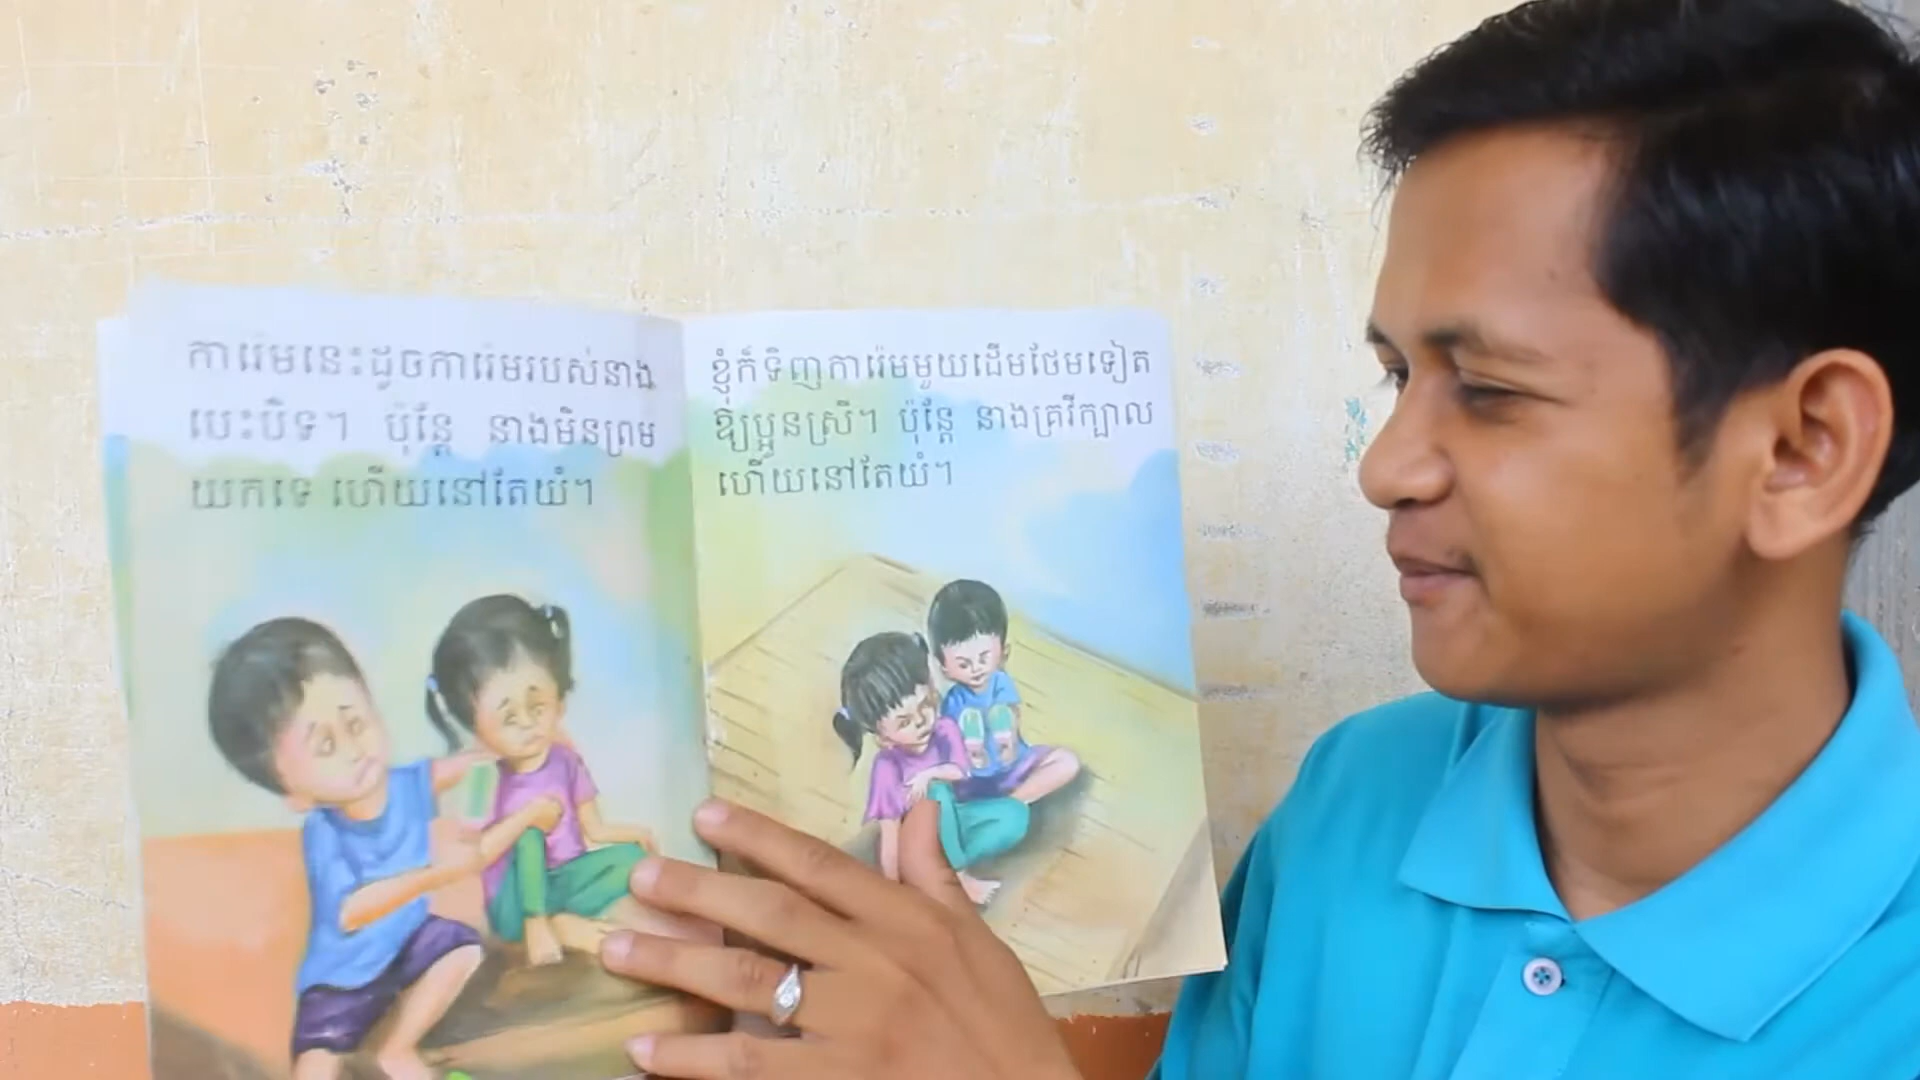 ការ៉េមនេះដូចការ៉េមរបស់នាង
បេះបិទ។ ប៉ុន្តែ នាងមិនព្រម
យកទេ ហើយនៅតែយំ។
ខ្ញុំក៏ទិញការ៉េមមួយដើមថែមទៀត
ឱ្យប្អូនស្រី។ ប៉ុន្តែ នាងគ្រវីក្បាល
ហើយនៅតែយំ។